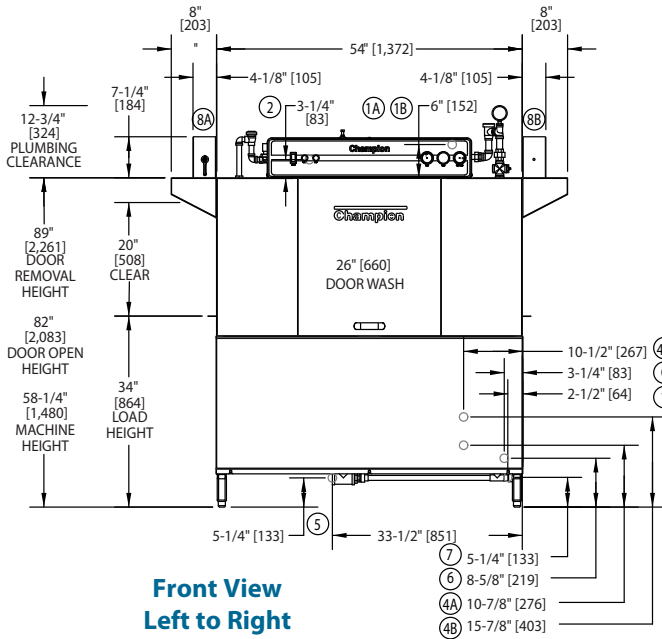 8"
[203]
"
54" [1,372]
8"
[203]
4-1/8" [105]
4-1/8" [105]
7-1/4"
[184]
12-3/4"
[324]
PLUMBING
CLEARANCE
8A
2
3-1/4"
[83]
1A
1B
6" [152]
8B
Champion
Champion
26" [660]
DOOR WASH
89"
[2,261]
DOOR
REMOVAL
HEIGHT
20"
[508]
CLEAR
82"
[2,083]
DOOR OPEN
HEIGHT
58-1/4"
[1,480]
MACHINE
HEIGHT
34"
[864]
LOAD
HEIGHT
10-1/2" [267]
3-1/4" [83]
2-1/2" [64]
5-1/4" [133]
5
33-1/2" [851]
7 5-1/4" [133]
6 8-5/8" [219]
4A 10-7/8" [276]
4B 15-7/8" [403]
Front View
Left to Right